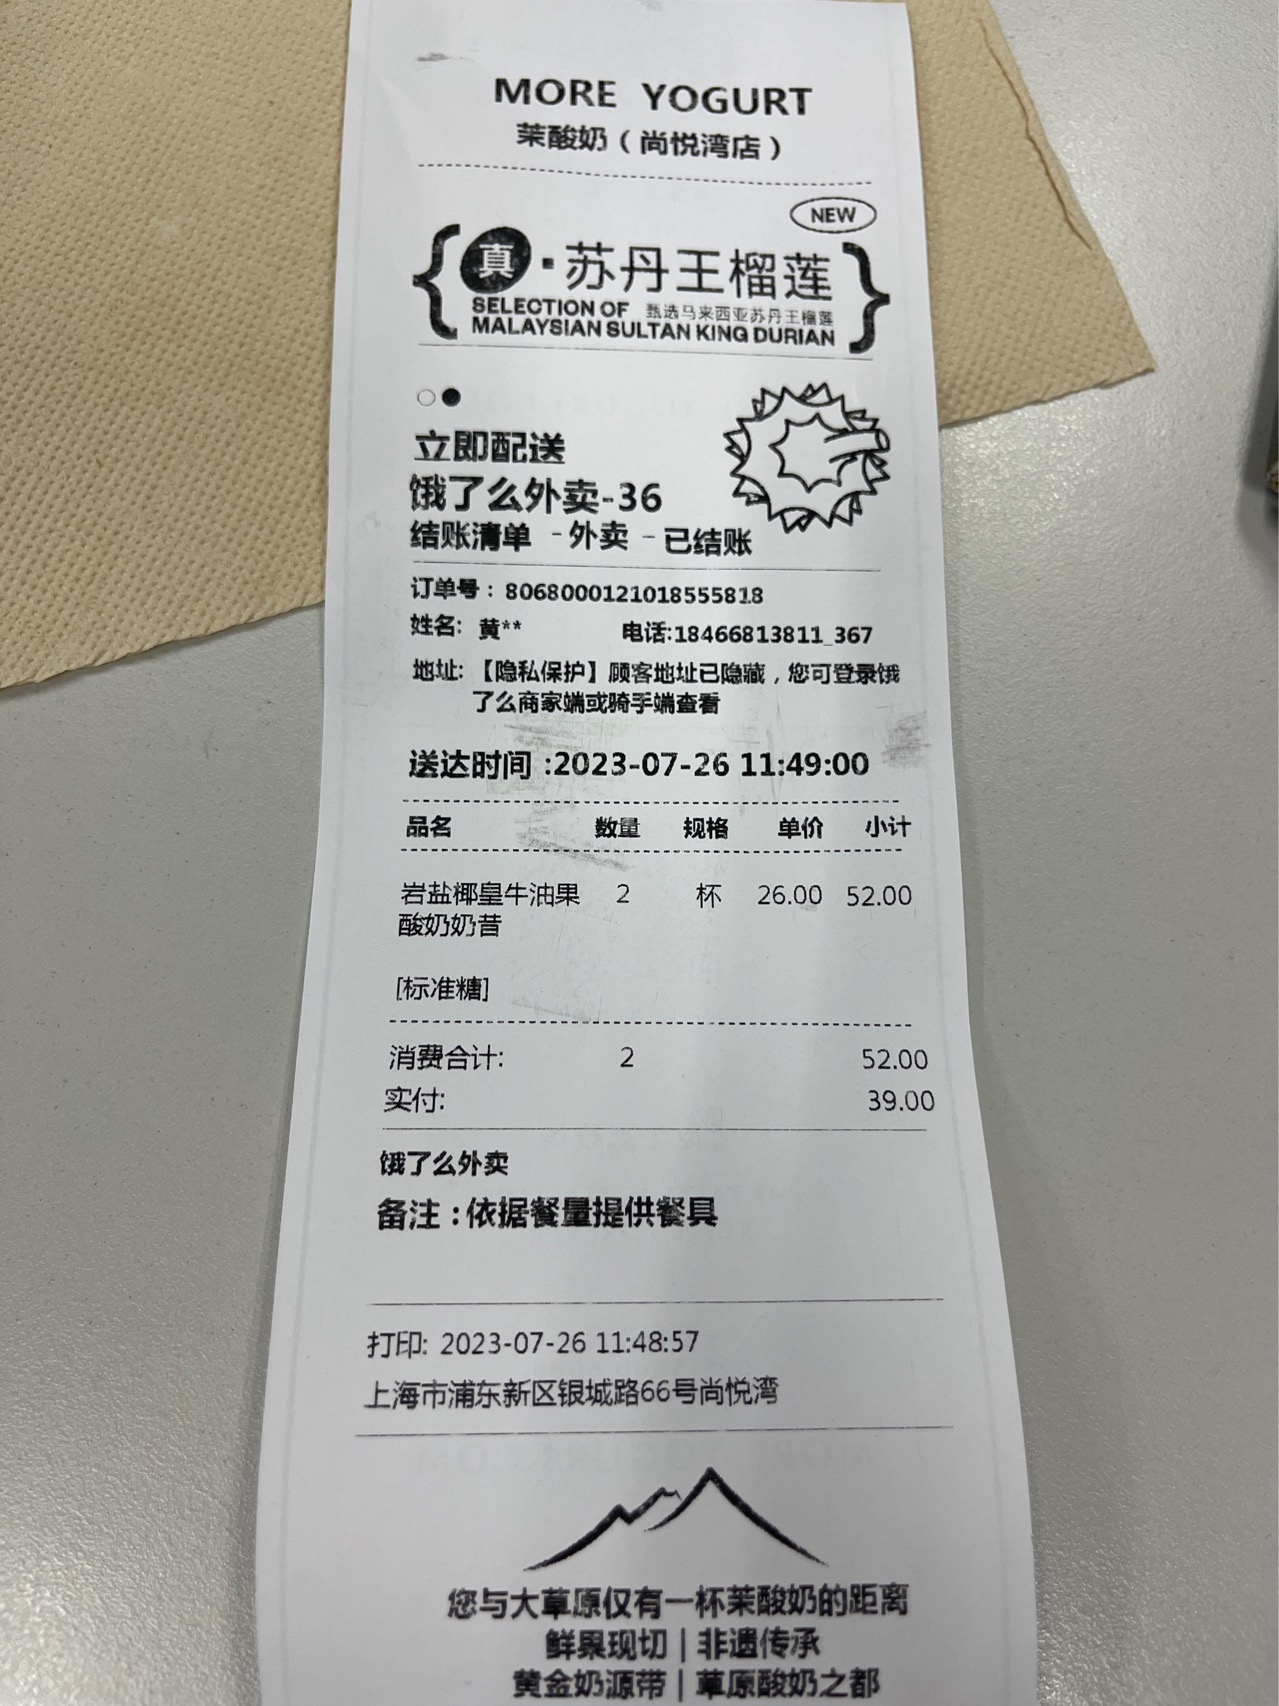 MORE YOGURT
茉酸奶（尚悦湾店）
NEW
{真·苏丹王榴莲}
SELECTION OF 甄选马来西亚苏丹王榴莲
MALAYSIAN SULTAN KING DURIAN
立即配送
饿了么外卖-36
结账清单 - 外卖 - 已结账
订单号：8068000121018555818
姓名: 黄** 电话:18466813811_367
地址: 【隐私保护】顾客地址已隐藏，您可登录饿
了么商家端或骑手端查看
送达时间 :2023-07-26 11:49:00
品名 数量 规格 单价 小计
岩盐椰皇牛油果 2 杯 26.00 52.00
酸奶奶昔
[标准糖]
消费合计: 2 52.00
实付: 39.00
饿了么外卖
备注 : 依据餐量提供餐具
打印: 2023-07-26 11:48:57
上海市浦东新区银城路66号尚悦湾
您与大草原仅有一杯茉酸奶的距离
鲜果现切 | 非遗传承
黄金奶源带 | 草原酸奶之都